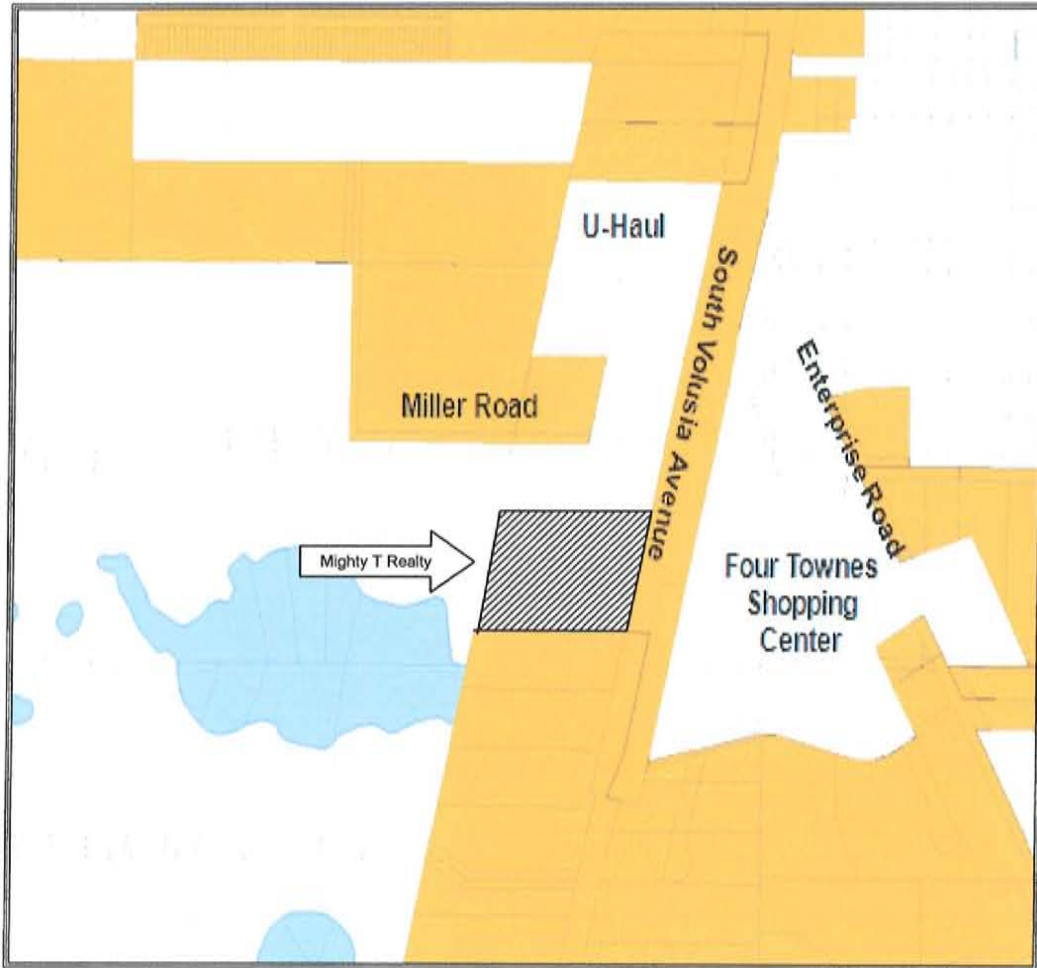 U-Haul
South Volusia Avenue
Enterprise Road
Miller Road
Mighty T Realty
Four Townes
Shopping
Center